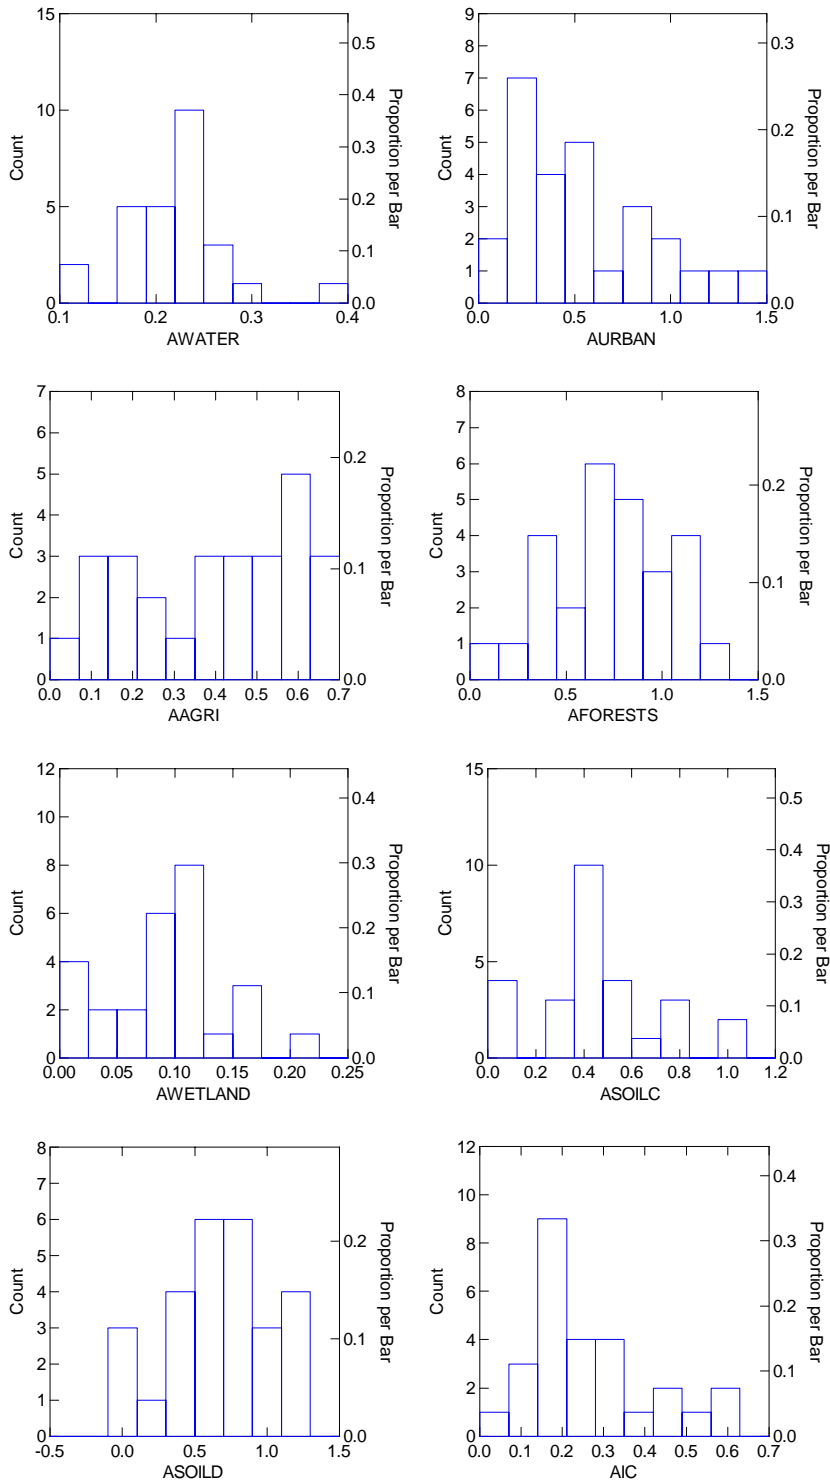 15
10
5
0
Count
0.5
0.4
0.3
0.2
0.1
0.0
Proportion per Bar
0.1 0.2 0.3 0.4
AWATER
9
8
7
6
5
4
3
2
1
0
Count
0.3
0.2
0.1
0.0
Proportion per Bar
0.0 0.5 1.0 1.5
AURBAN
7
6
5
4
3
2
1
0
Count
0.2
0.1
0.0
Proportion per Bar
0.0 0.1 0.2 0.3 0.4 0.5 0.6 0.7
AAGRI
8
7
6
5
4
3
2
1
0
Count
0.2
0.1
0.0
Proportion per Bar
0.0 0.5 1.0 1.5
AFORESTS
12
10
8
6
4
2
0
Count
0.4
0.3
0.2
0.1
0.0
Proportion per Bar
0.00 0.05 0.10 0.15 0.20 0.25
AWETLAND
15
10
5
0
Count
0.5
0.4
0.3
0.2
0.1
0.0
Proportion per Bar
0.0 0.2 0.4 0.6 0.8 1.0 1.2
ASOILC
8
7
6
5
4
3
2
1
0
Count
0.2
0.1
0.0
Proportion per Bar
-0.5 0.0 0.5 1.0 1.5
ASOILD
12
10
8
6
4
2
0
Count
0.4
0.3
0.2
0.1
0.0
Proportion per Bar
0.0 0.1 0.2 0.3 0.4 0.5 0.6 0.7
AIC